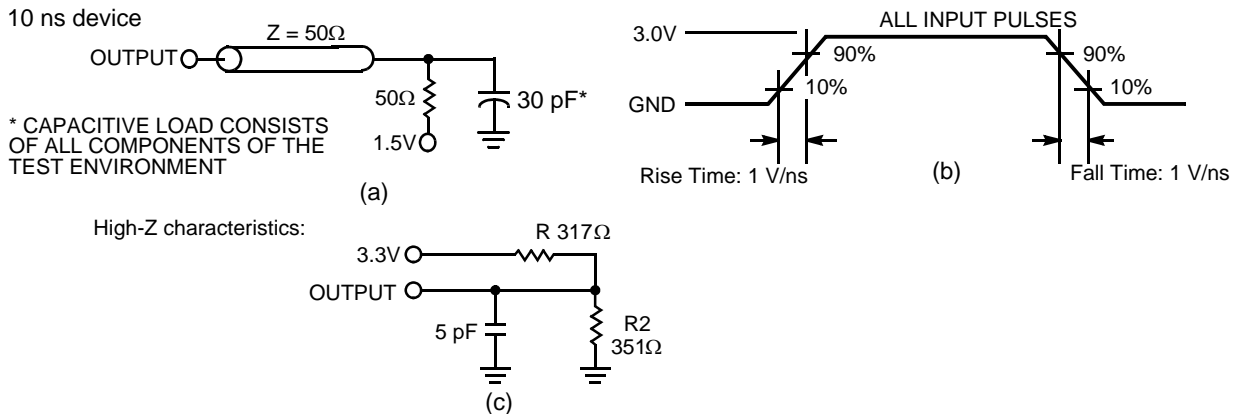 10 ns device
OUTPUT
Z = 50Ω
50Ω
30 pF*
1.5V
* CAPACITIVE LOAD CONSISTS
OF ALL COMPONENTS OF THE
TEST ENVIRONMENT
(a)
ALL INPUT PULSES
3.0V
90%
10%
GND
90%
10%
Rise Time: 1 V/ns
(b)
Fall Time: 1 V/ns
High-Z characteristics:
R 317Ω
3.3V
OUTPUT
5 pF
R2
351Ω
(c)